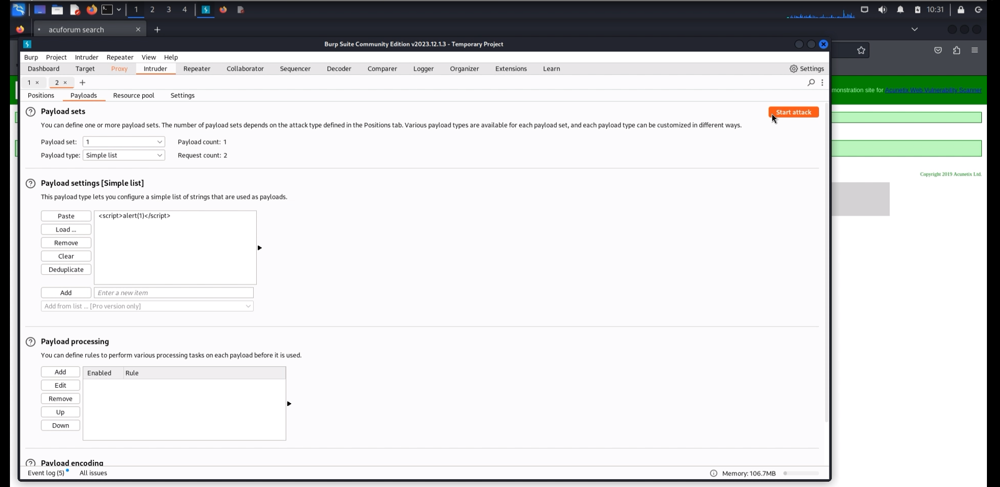 1 2 3 4 10:31
acuforum search
Burp Suite Community Edition v2023.12.1.3 - Temporary Project
Burp Project Intruder Repeater View Help
Dashboard Target Proxy Intruder Repeater Collaborator Sequencer Decoder Comparer Logger Organizer Extensions Learn Settings
1 × 2 × +
monstration site for Acunetix Web Vulnerability Scanner
Positions Payloads Resource pool Settings
Payload sets
Start attack
You can define one or more payload sets. The number of payload sets depends on the attack type defined in the Positions tab. Various payload types are available for each payload set, and each payload type can be customized in different ways.
Payload set: 1 Payload count: 1
Payload type: Simple list Request count: 2
Copyright 2019 Acunetix Ltd.
Payload settings [Simple list]
This payload type lets you configure a simple list of strings that are used as payloads.
Paste <script>alert(1)</script>
Load ...
Remove
Clear
Deduplicate
Add Enter a new item
Add from list ... [Pro version only]
Payload processing
You can define rules to perform various processing tasks on each payload before it is used.
Add Enabled Rule
Edit
Remove
Up
Down
Payload encoding
Event log (5) All issues Memory: 106.7MB